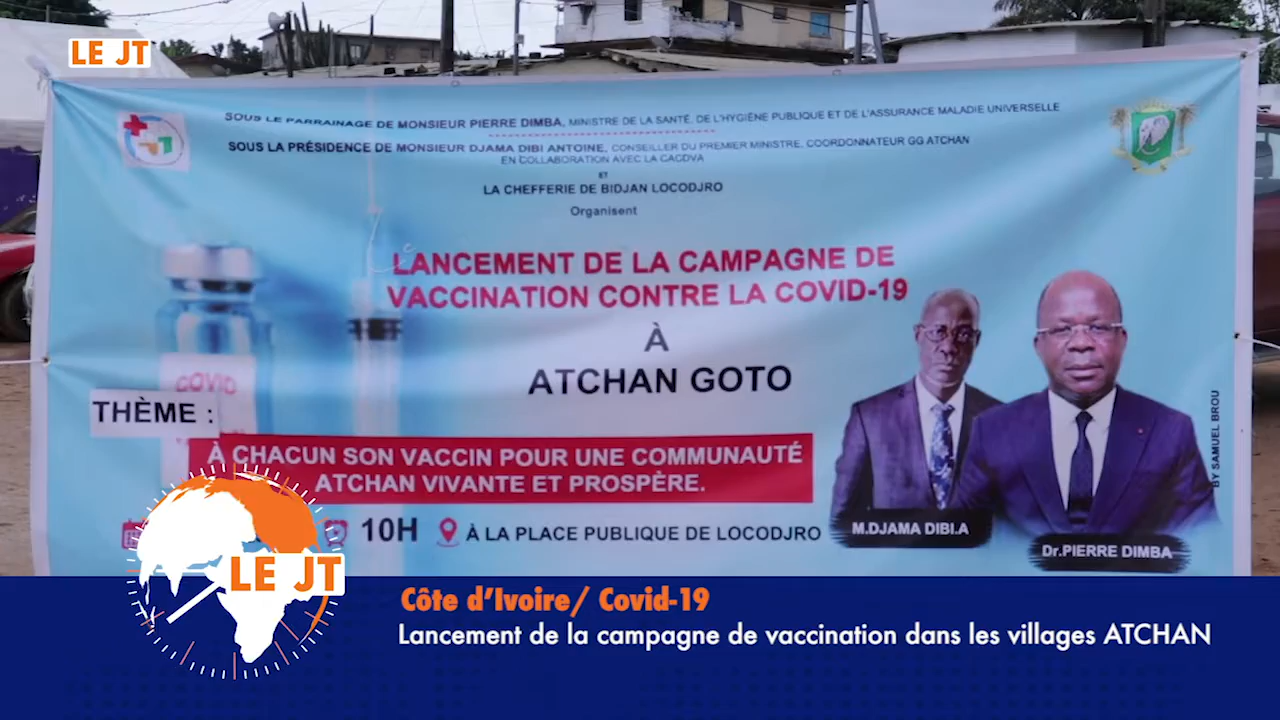 LE JT
SOUS LE PARRAINAGE DE MONSIEUR PIERRE DIMBA, MINISTRE DE LA SANTÉ, DE L'HYGIÈNE PUBLIQUE ET DE L'ASSURANCE MALADIE UNIVERSELLE
SOUS LA PRÉSIDENCE DE MONSIEUR DJAMA DIBI ANTOINE, CONSEILLER DU PREMIER MINISTRE, COORDONNATEUR GG ATCHAN
EN COLLABORATION AVEC LA CAGDVA
ET
LA CHEFFERIE DE BIDJAN LOCODJRO
Organisent
LANCEMENT DE LA CAMPAGNE DE
VACCINATION CONTRE LA COVID-19
À
ATCHAN GOTO
COVID
THÈME :
À CHACUN SON VACCIN POUR UNE COMMUNAUTÉ
ATCHAN VIVANTE ET PROSPÈRE.
10H
À LA PLACE PUBLIQUE DE LOCODJRO
M.DJAMA DIBI.A
Dr.PIERRE DIMBA
BY SAMUEL BROU
LE JT
Côte d'Ivoire/ Covid-19
Lancement de la campagne de vaccination dans les villages ATCHAN